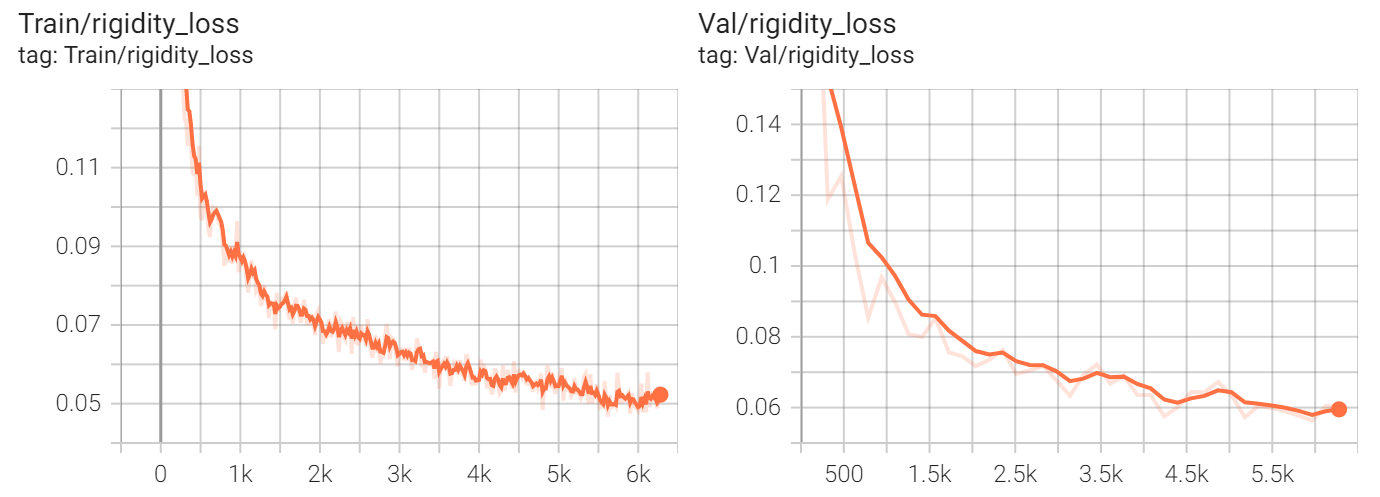 Train/rigidity_loss
tag: Train/rigidity_loss
0.11
0.09
0.07
0.05
0 1k 2k 3k 4k 5k 6k
Val/rigidity_loss
tag: Val/rigidity_loss
0.14
0.12
0.1
0.08
0.06
500 1.5k 2.5k 3.5k 4.5k 5.5k